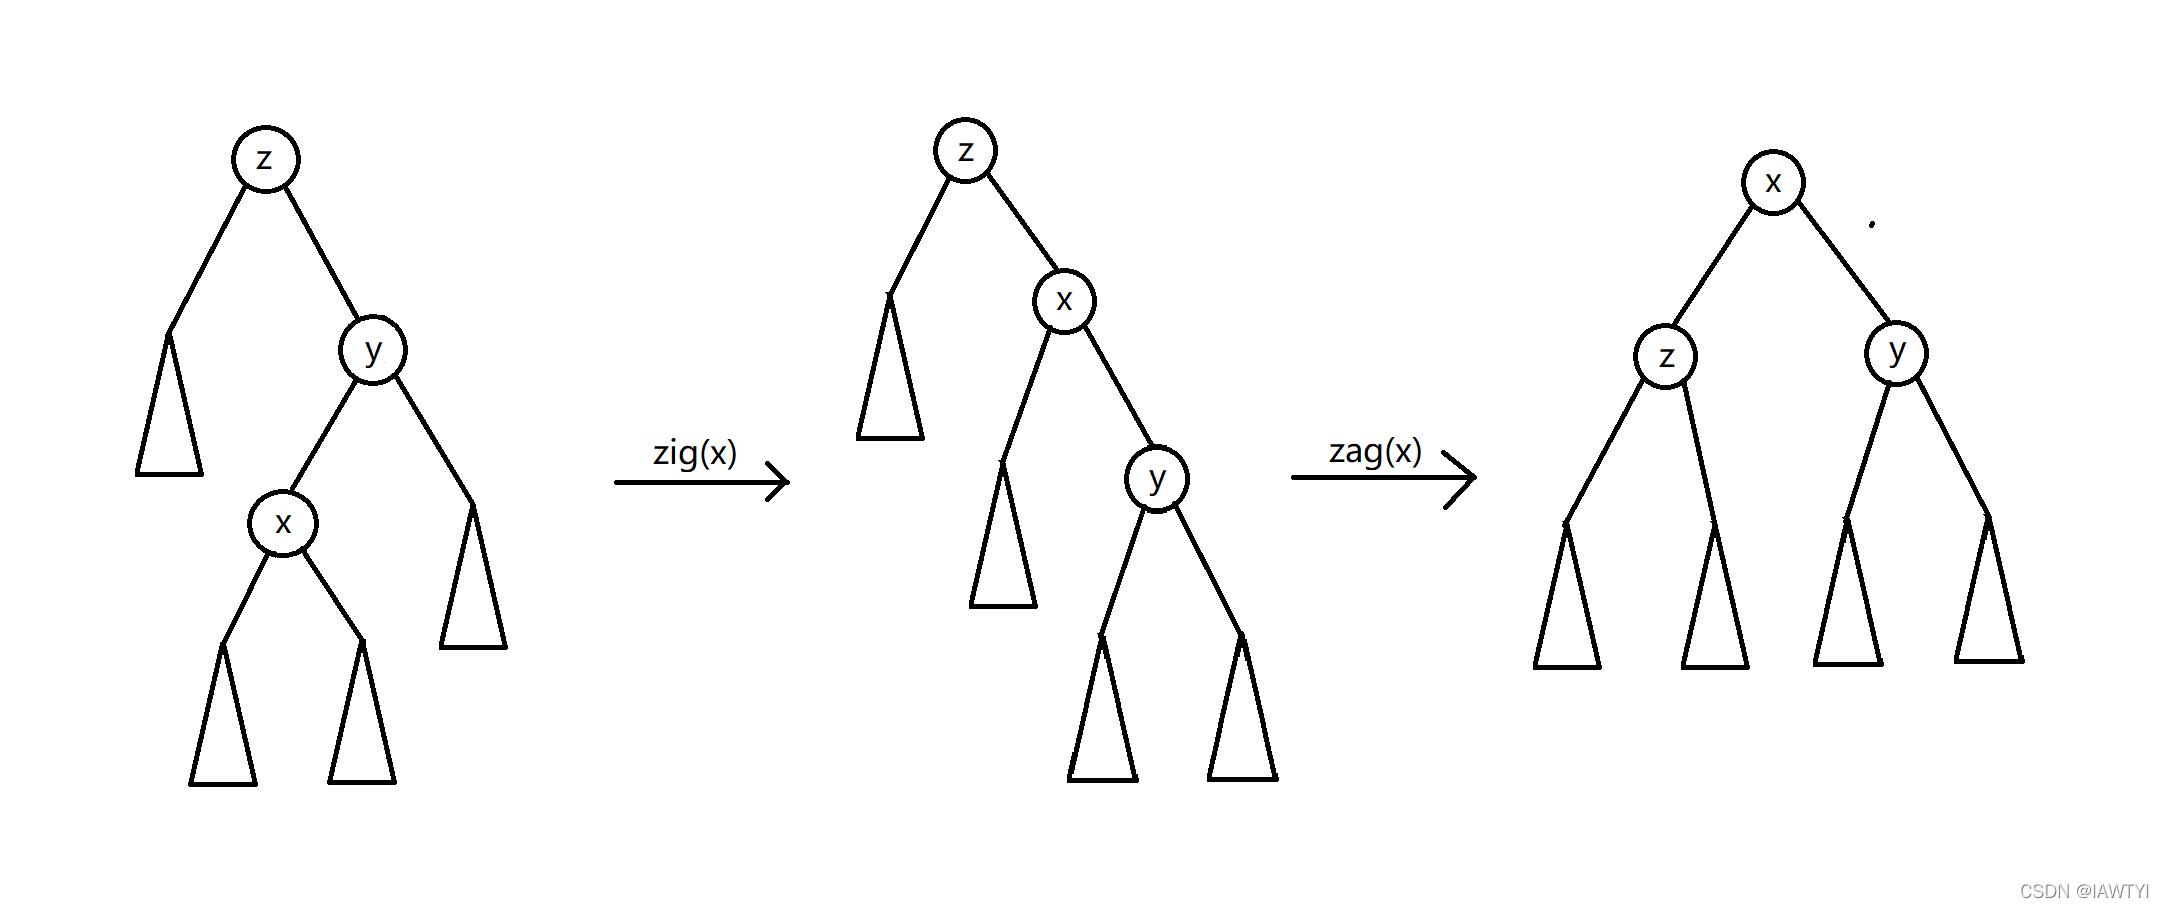 z
y
x
zig(x)
z
x
y
zag(x)
x
z
y
CSDN @IAWTYI